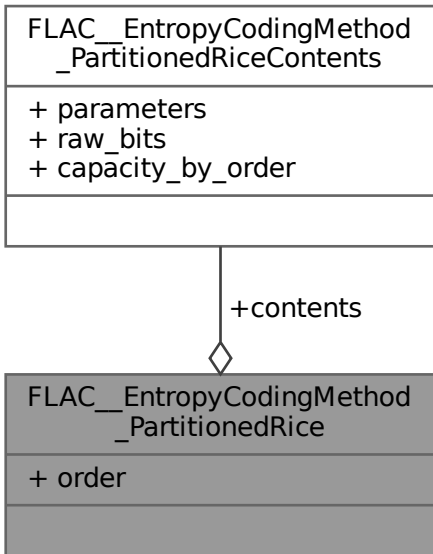 FLAC__EntropyCodingMethod
_PartitionedRiceContents
+ parameters
+ raw_bits
+ capacity_by_order
+contents
FLAC__EntropyCodingMethod
_PartitionedRice
+ order